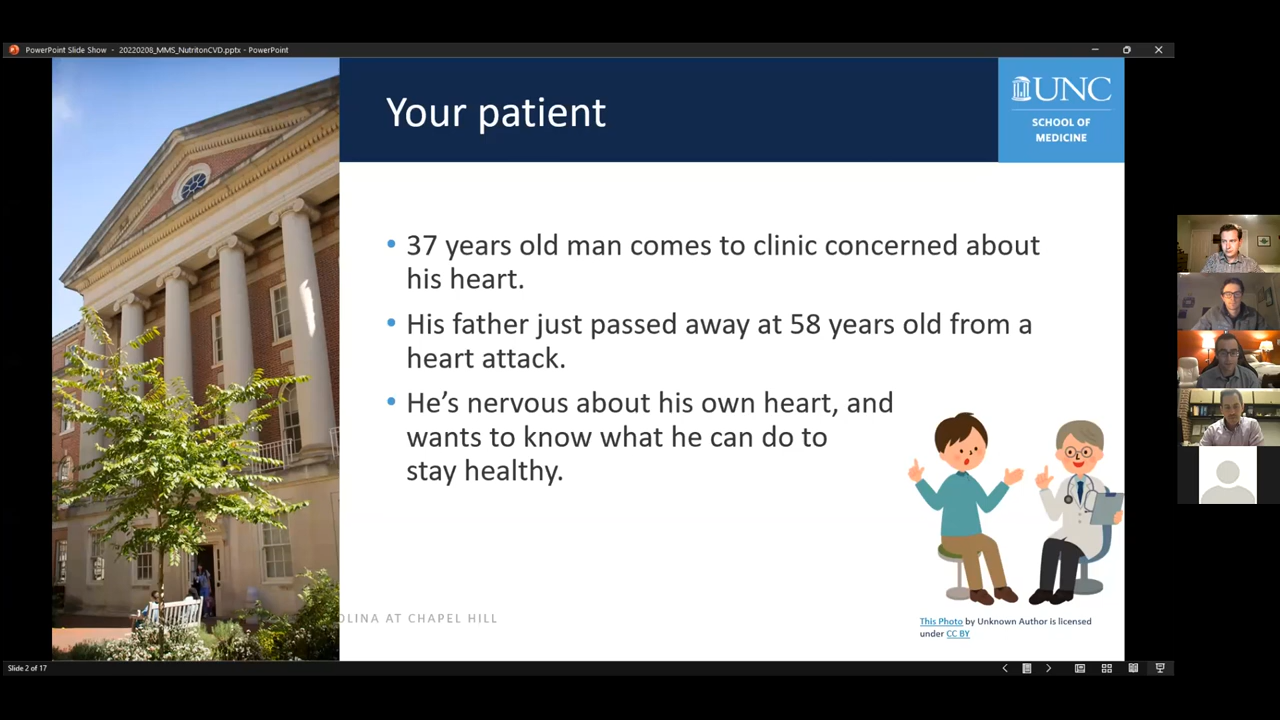 PowerPoint Slide Show - 20220208_MMS_NutritonCVD.pptx - PowerPoint
Your patient
UNC
SCHOOL OF
MEDICINE
• 37 years old man comes to clinic concerned about
his heart.
• His father just passed away at 58 years old from a
heart attack.
• He’s nervous about his own heart, and
wants to know what he can do to
stay healthy.
OLINA AT CHAPEL HILL
This Photo by Unknown Author is licensed
under CC BY
Slide 2 of 17